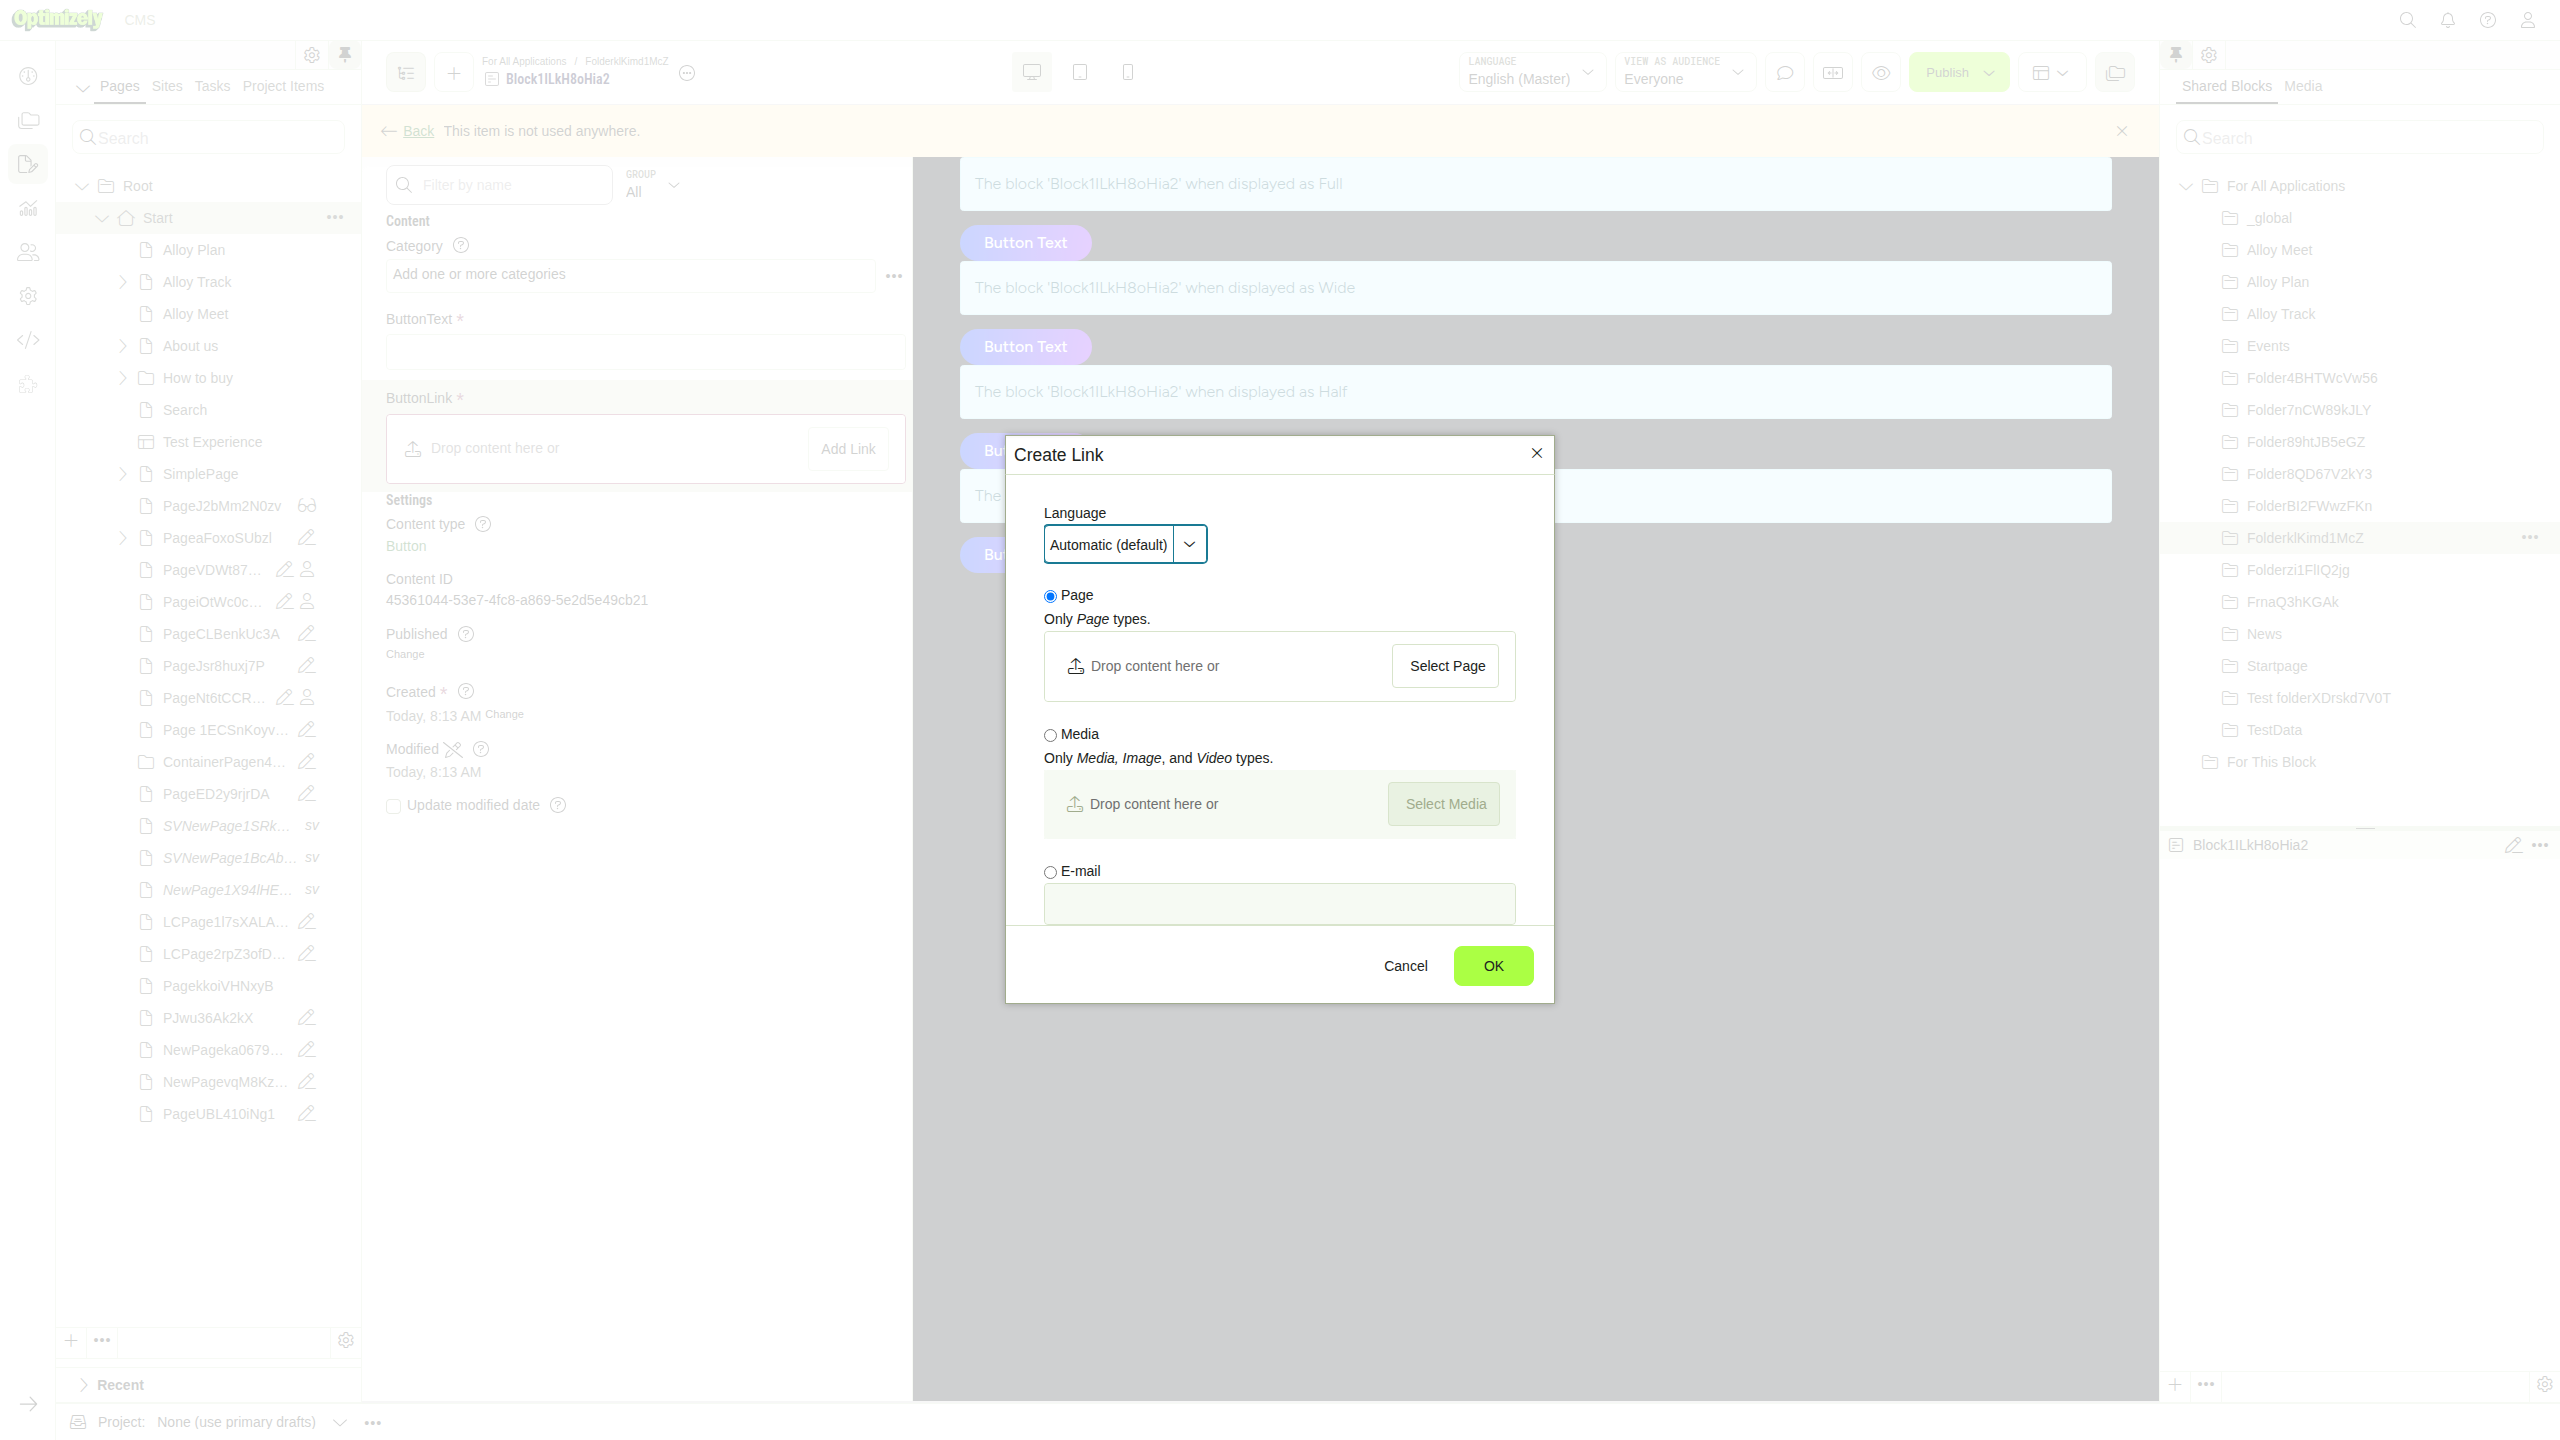 Optimizely
CMS
Pages Sites Tasks Project Items
Search
Root
Start
Alloy Plan
Alloy Track
Alloy Meet
About us
How to buy
Search
Test Experience
SimplePage
PageJ2bMm2N0zv
PageaFoxoSUbzl
PageVDWt87...
PageiOtWc0c...
PageCLBenkUc3A
PageJsr8huxj7P
PageNt6tCCR...
Page 1ECSnKoyv...
ContainerPagen4...
PageED2y9rjrDA
SVNewPage1SRk... sv
SVNewPage1BcAb... sv
NewPage1X94lHE... sv
LCPage1l7sXALA...
LCPage2rpZ3ofD...
PagekkoiVHNxyB
PJwu36Ak2kX
NewPageka0679...
NewPagevqM8Kz...
PageUBL410iNg1
Recent
Project: None (use primary drafts)
For All Applications / FolderklKimd1McZ
Block1ILkH8oHia2
LANGUAGE
English (Master)
VIEW AS AUDIENCE
Everyone
Publish
Back This item is not used anywhere.
Filter by name
GROUP
All
Content
Category
Add one or more categories
ButtonText *
ButtonLink *
Drop content here or
Add Link
Settings
Content type
Button
Content ID
45361044-53e7-4fc8-a869-5e2d5e49cb21
Published
Change
Created *
Today, 8:13 AM Change
Modified
Today, 8:13 AM
Update modified date
The block 'Block1ILkH8oHia2' when displayed as Full
Button Text
The block 'Block1ILkH8oHia2' when displayed as Wide
Button Text
The block 'Block1ILkH8oHia2' when displayed as Half
But
The
But
Create Link
Language
Automatic (default)
Page
Only Page types.
Drop content here or
Select Page
Media
Only Media, Image, and Video types.
Drop content here or
Select Media
E-mail
Cancel
OK
Shared Blocks Media
Search
For All Applications
_global
Alloy Meet
Alloy Plan
Alloy Track
Events
Folder4BHTWcVw56
Folder7nCW89kJLY
Folder89htJB5eGZ
Folder8QD67V2kY3
FolderBI2FWwzFKn
FolderklKimd1McZ
Folderzi1FlIQ2jg
FrnaQ3hKGAk
News
Startpage
Test folderXDrskd7V0T
TestData
For This Block
Block1ILkH8oHia2